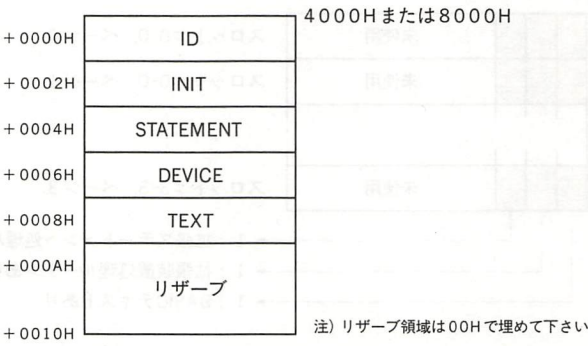 4000Hまたは8000H
+0000H ID
+0002H INIT
+0004H STATEMENT
+0006H DEVICE
+0008H TEXT
+000AH リザーブ
+0010H
注) リザーブ領域は00Hで埋めて下さい